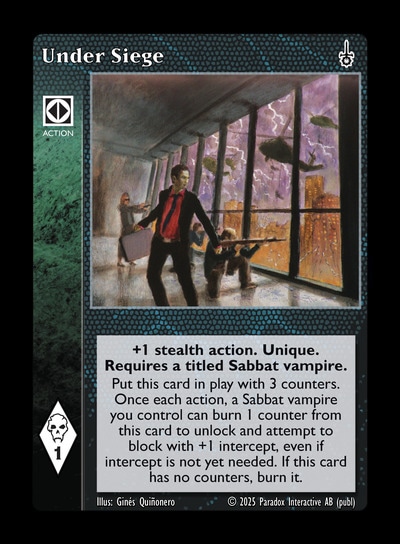 Under Siege
ACTION
+1 stealth action. Unique.
Requires a titled Sabbat vampire.
Put this card in play with 3 counters.
Once each action, a Sabbat vampire
you control can burn 1 counter from
this card to unlock and attempt to
block with +1 intercept, even if
intercept is not yet needed. If this card
has no counters, burn it.
1
Illus: Ginés Quiñonero © 2025 Paradox Interactive AB (publ)